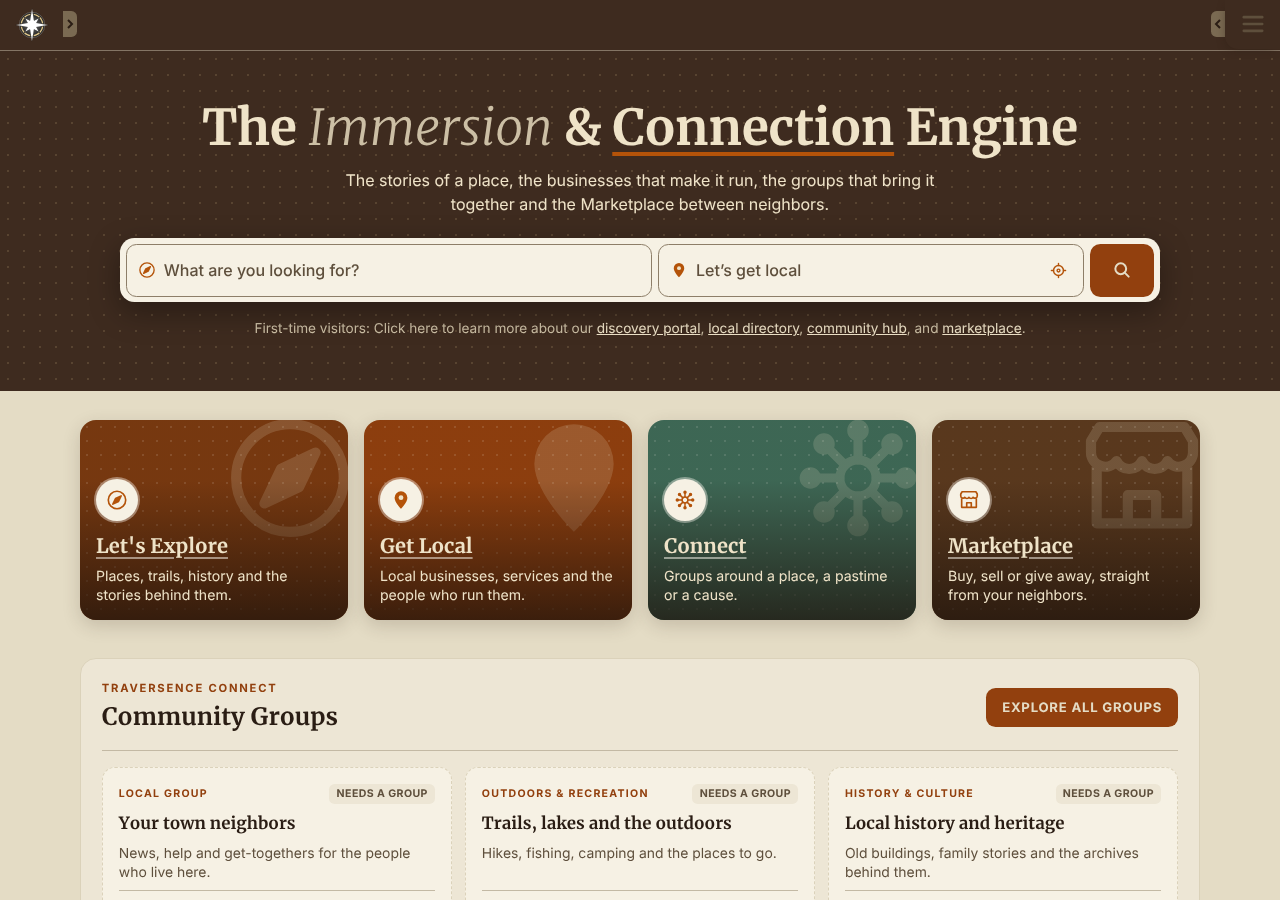 The Immersion & Connection Engine
The stories of a place, the businesses that make it run, the groups that bring it
together and the Marketplace between neighbors.
What are you looking for?
Let’s get local
First-time visitors: Click here to learn more about our discovery portal, local directory, community hub, and marketplace.
Let's Explore
Places, trails, history and the
stories behind them.
Get Local
Local businesses, services and the
people who run them.
Connect
Groups around a place, a pastime
or a cause.
Marketplace
Buy, sell or give away, straight
from your neighbors.
TRAVERSENCE CONNECT
Community Groups
EXPLORE ALL GROUPS
LOCAL GROUP
NEEDS A GROUP
Your town neighbors
News, help and get-togethers for the people
who live here.
OUTDOORS & RECREATION
NEEDS A GROUP
Trails, lakes and the outdoors
Hikes, fishing, camping and the places to go.
HISTORY & CULTURE
NEEDS A GROUP
Local history and heritage
Old buildings, family stories and the archives
behind them.